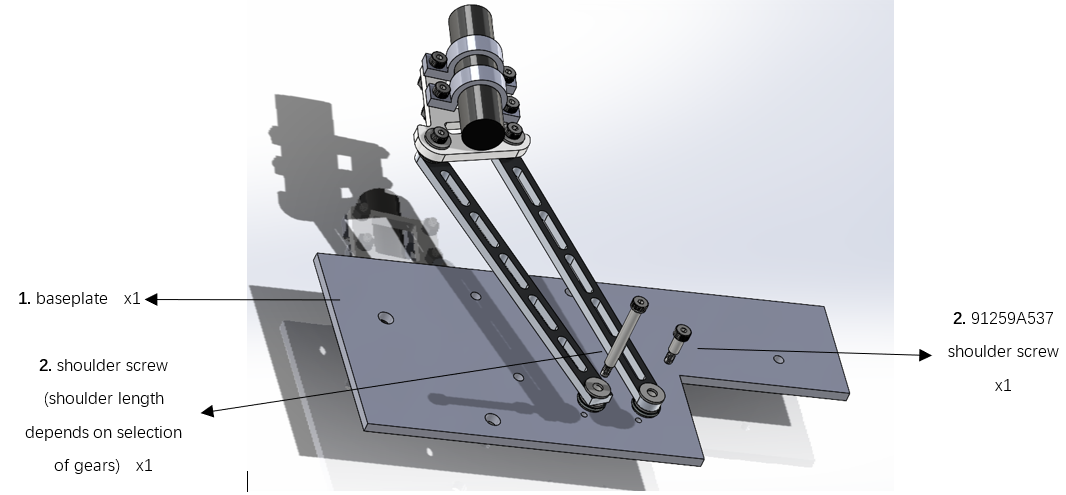 1. baseplate x1
2. shoulder screw
(shoulder length
depends on selection
of gears) x1
2. 91259A537
shoulder screw
x1